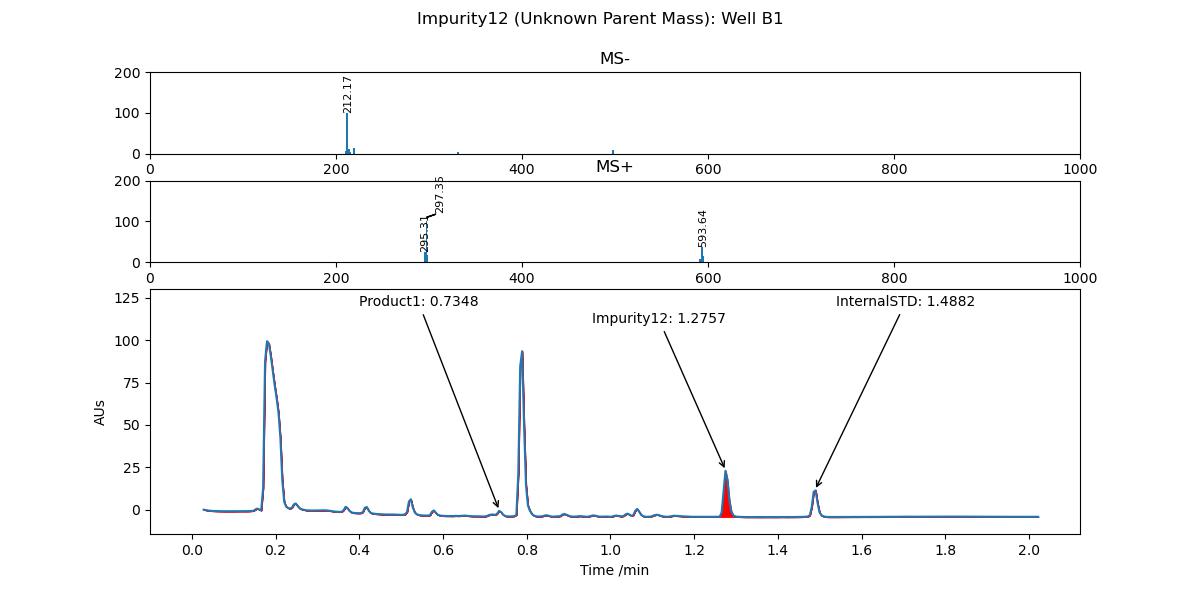 Impurity12 (Unknown Parent Mass): Well B1
MS-
200
100
0
212.17
0 200 400 600 800 1000
MS+
200
100
0
295.31
297.35
593.64
0 200 400 600 800 1000
Product1: 0.7348
Impurity12: 1.2757
InternalSTD: 1.4882
125
100
75
50
25
0
AUs
0.0 0.2 0.4 0.6 0.8 1.0 1.2 1.4 1.6 1.8 2.0
Time /min